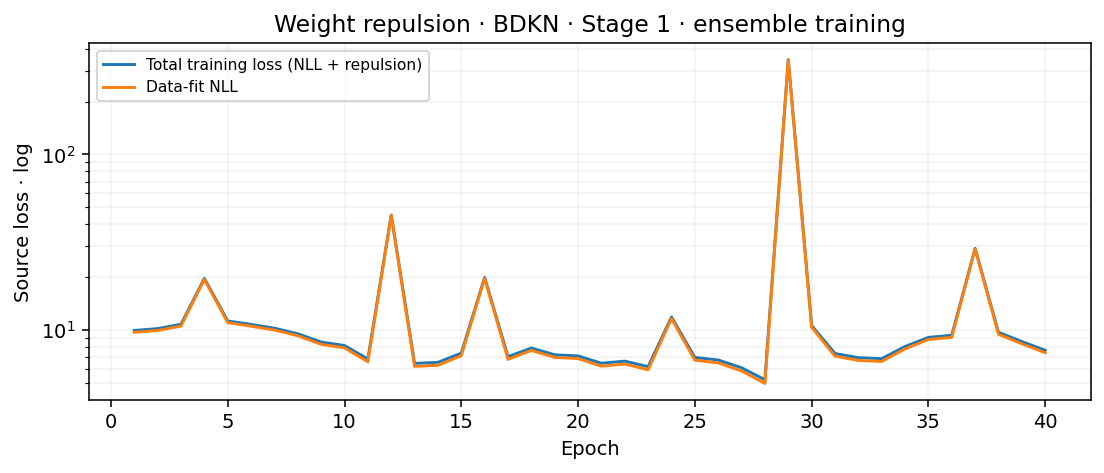 Weight repulsion · BDKN · Stage 1 · ensemble training
Total training loss (NLL + repulsion)
Data-fit NLL
Source loss · log
10²
10¹
0 5 10 15 20 25 30 35 40
Epoch